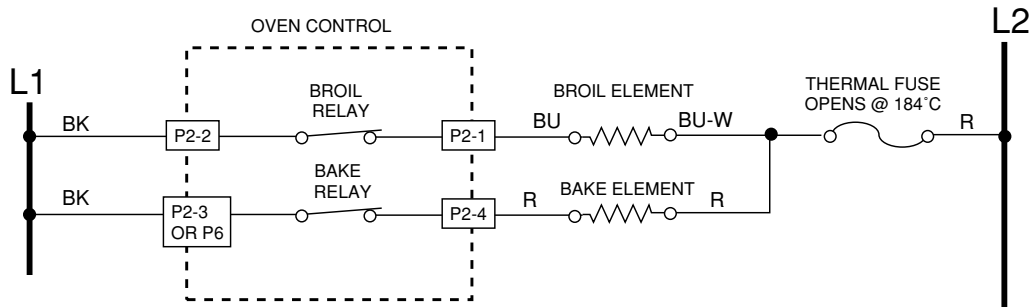 OVEN CONTROL
L1
L2
BK
P2-2
BROIL
RELAY
P2-1
BU
BROIL ELEMENT
BU-W
THERMAL FUSE
OPENS @ 184˚C
R
BK
P2-3
OR P6
BAKE
RELAY
P2-4
R
BAKE ELEMENT
R